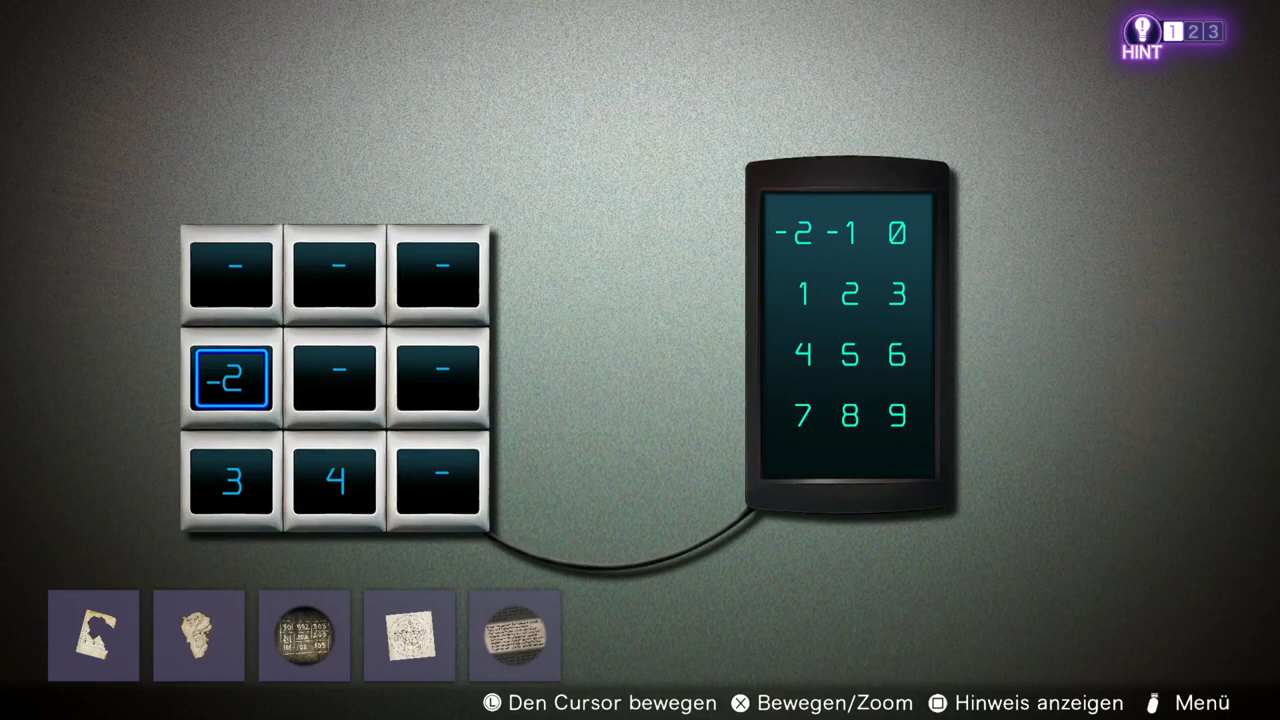 HINT 1 2 3
- - -
-2 - -
3 4 -
-2 -1 0
1 2 3
4 5 6
7 8 9
L Den Cursor bewegen X Bewegen/Zoom Hinweis anzeigen Menü